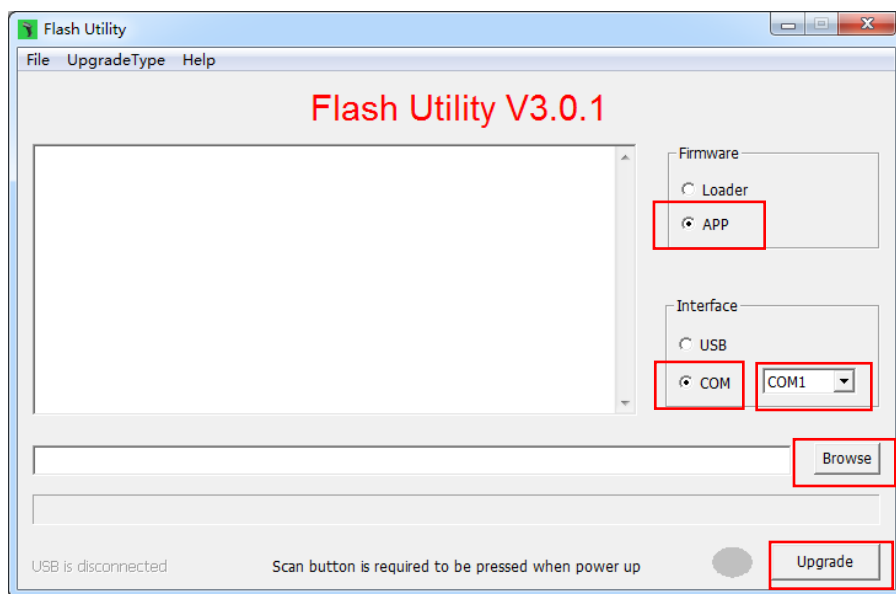 Flash Utility
File UpgradeType Help
Flash Utility V3.0.1
Firmware
Loader
APP
Interface
USB
COM COM1
Browse
USB is disconnected Scan button is required to be pressed when power up Upgrade